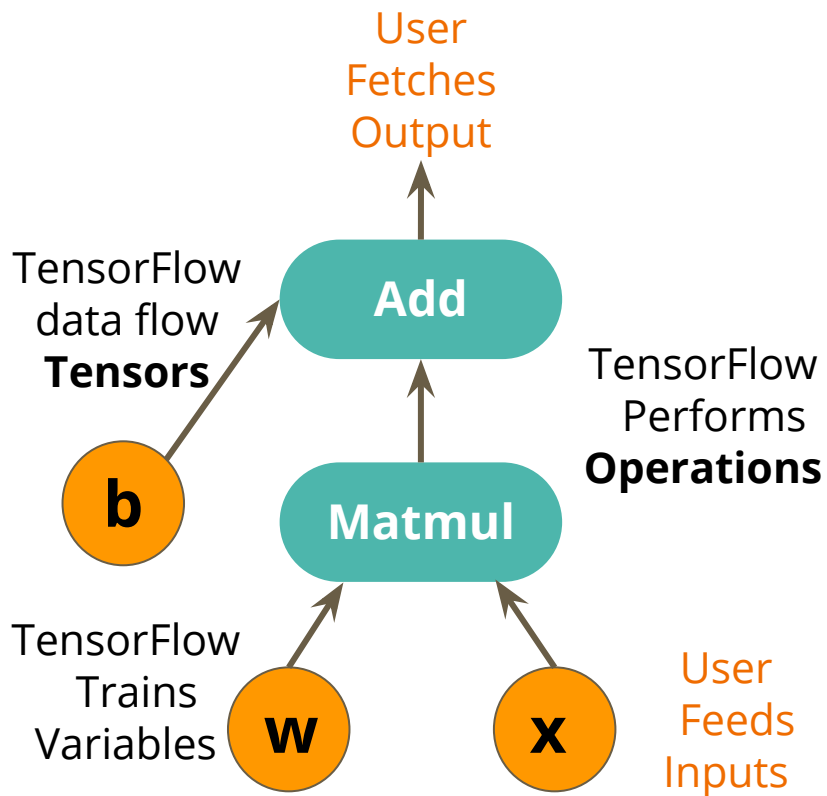 User
Fetches
Output
TensorFlow
data flow
Tensors
Add
TensorFlow
Performs
Operations
b
Matmul
TensorFlow
Trains
Variables
w
x
User
Feeds
Inputs